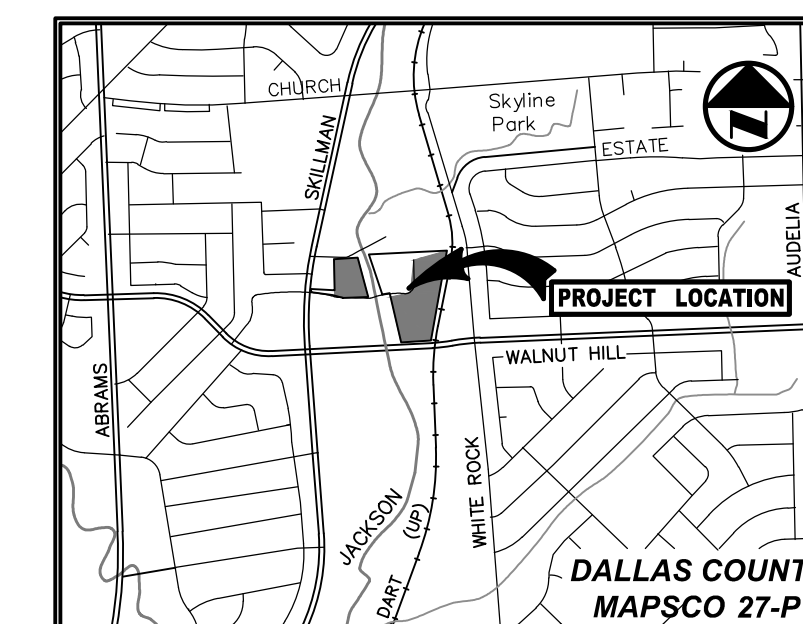 CHURCH
Skyline
Park
N
ESTATE
SKILLMAN
AUDELIA
PROJECT LOCATION
WALNUT HILL
ABRAMS
WHITE ROCK
JACKSON
(UP)
DART
DALLAS COUNT
MAPSCO 27-P